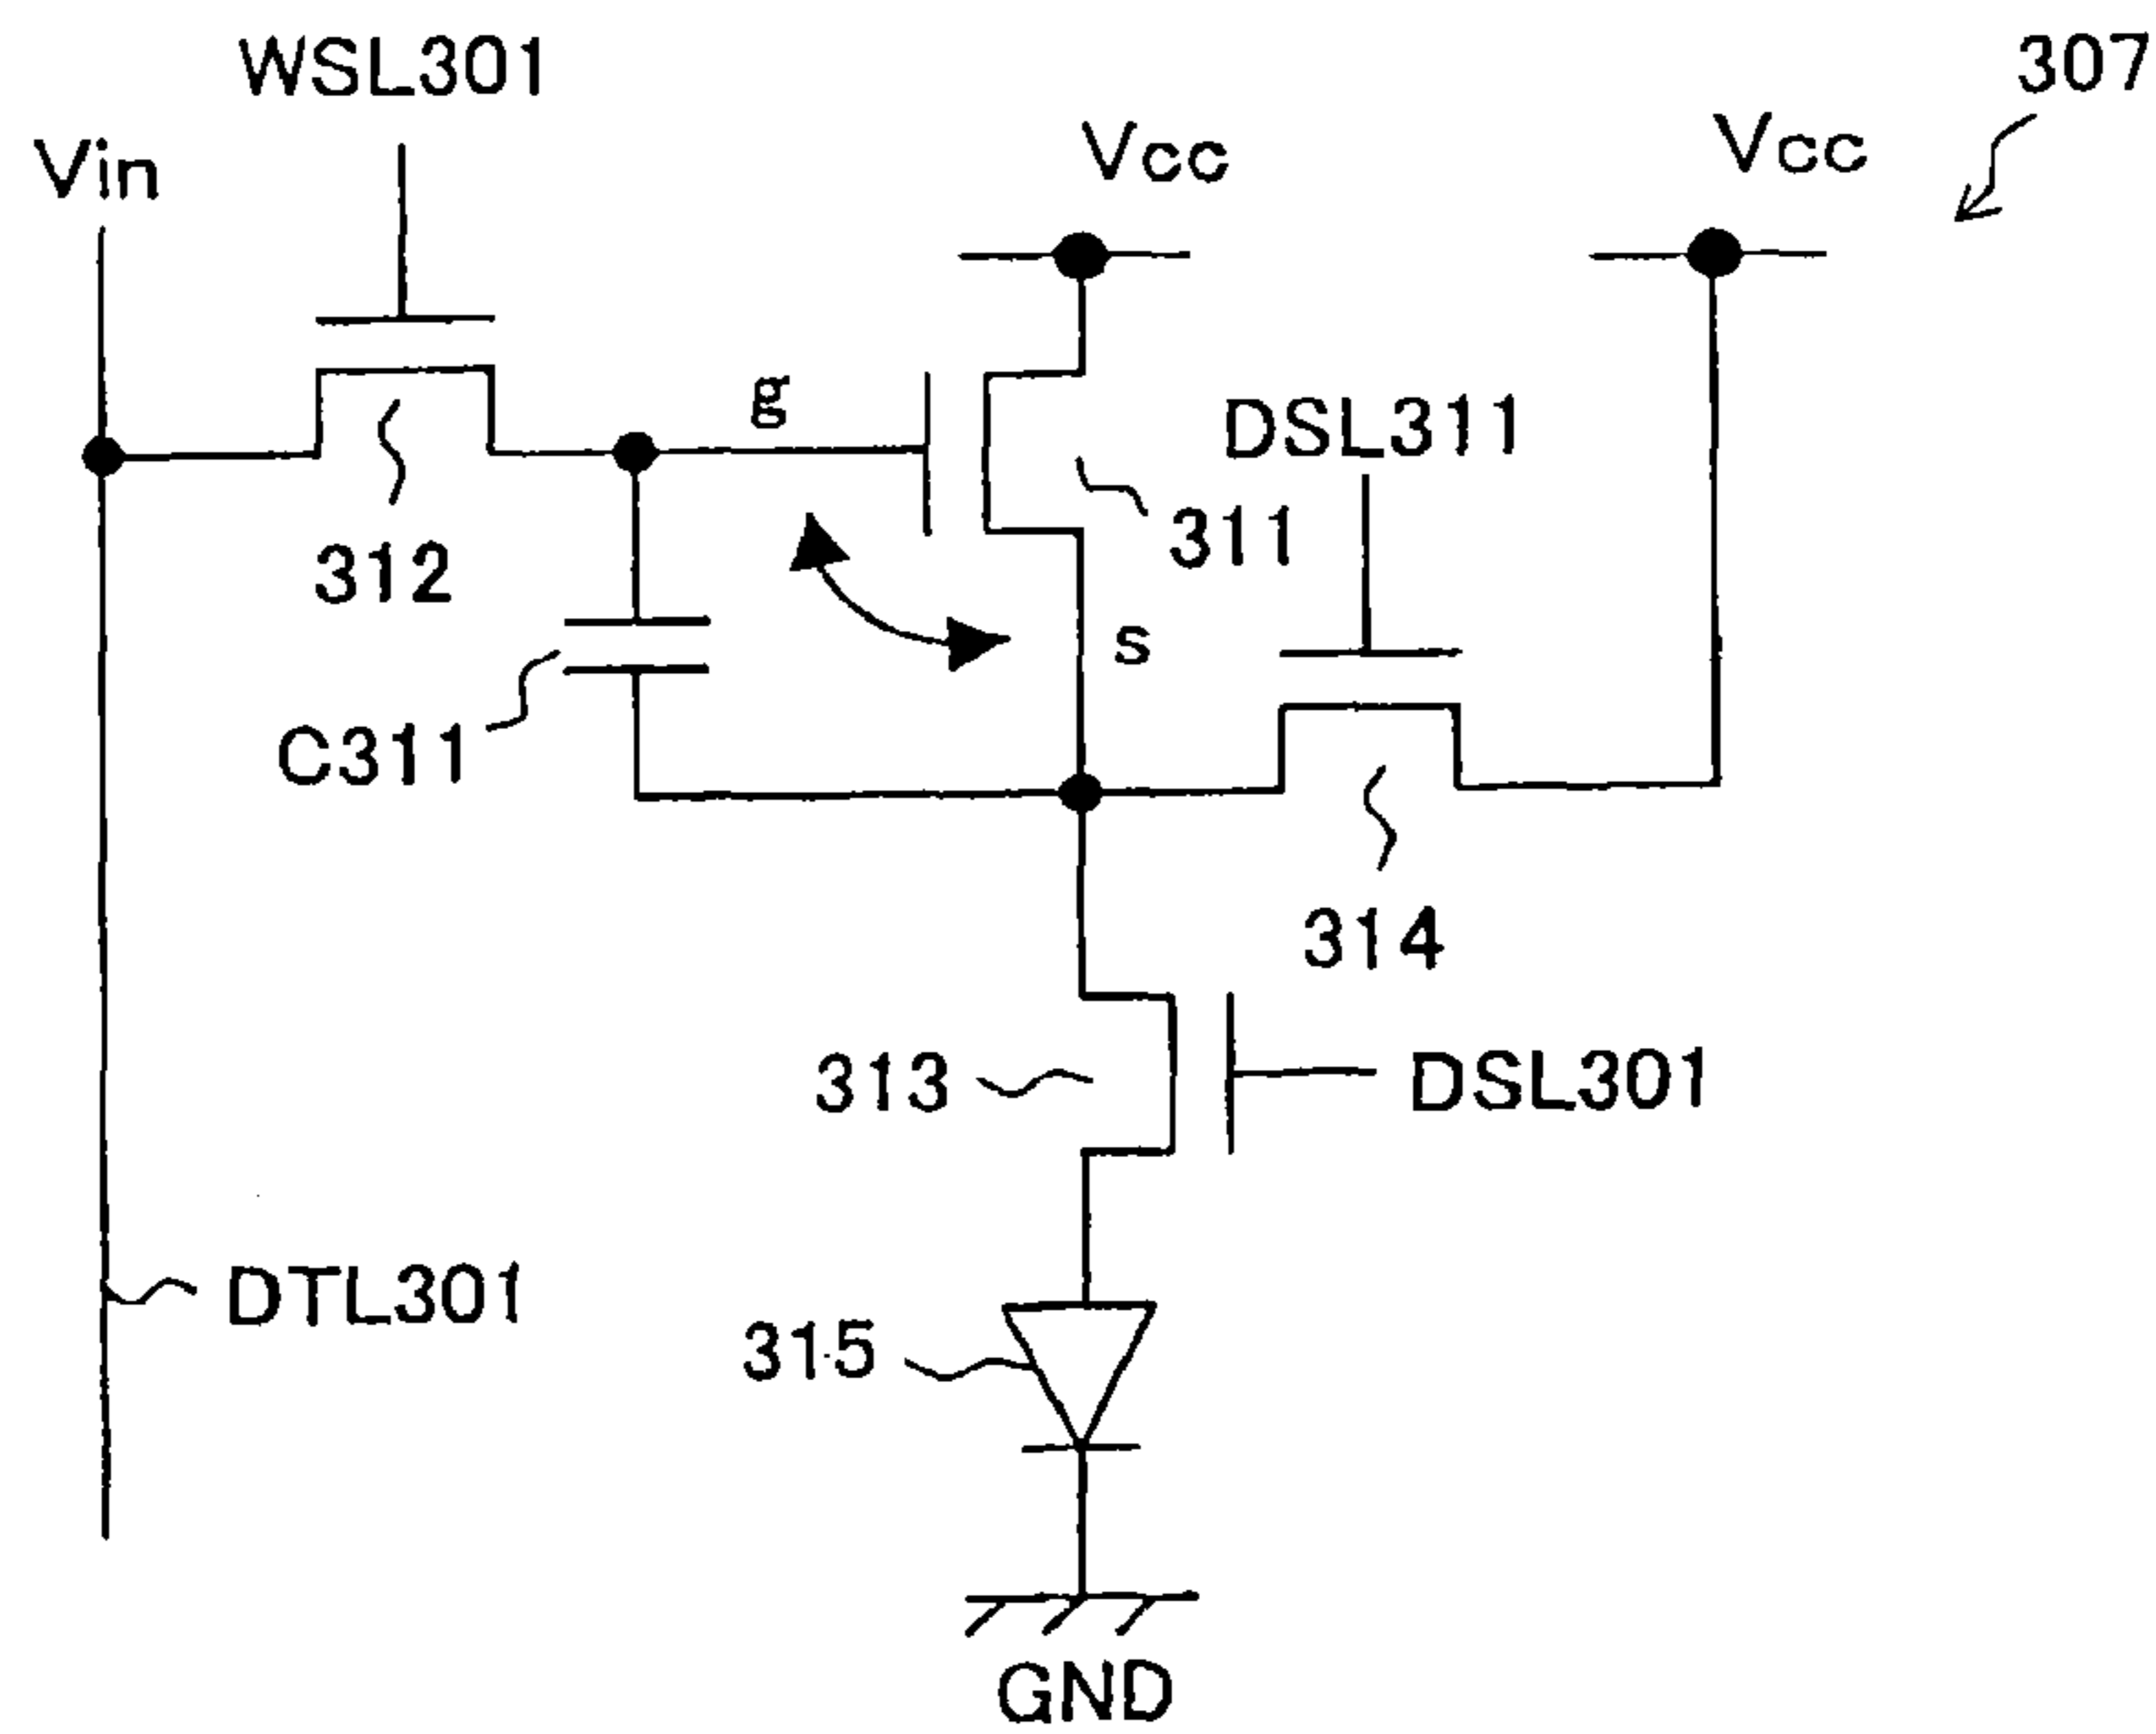 WSL301
307
Vin
Vcc
Vcc
g
DSL311
311
312
s
C311
314
313
DSL301
DTL301
315
GND